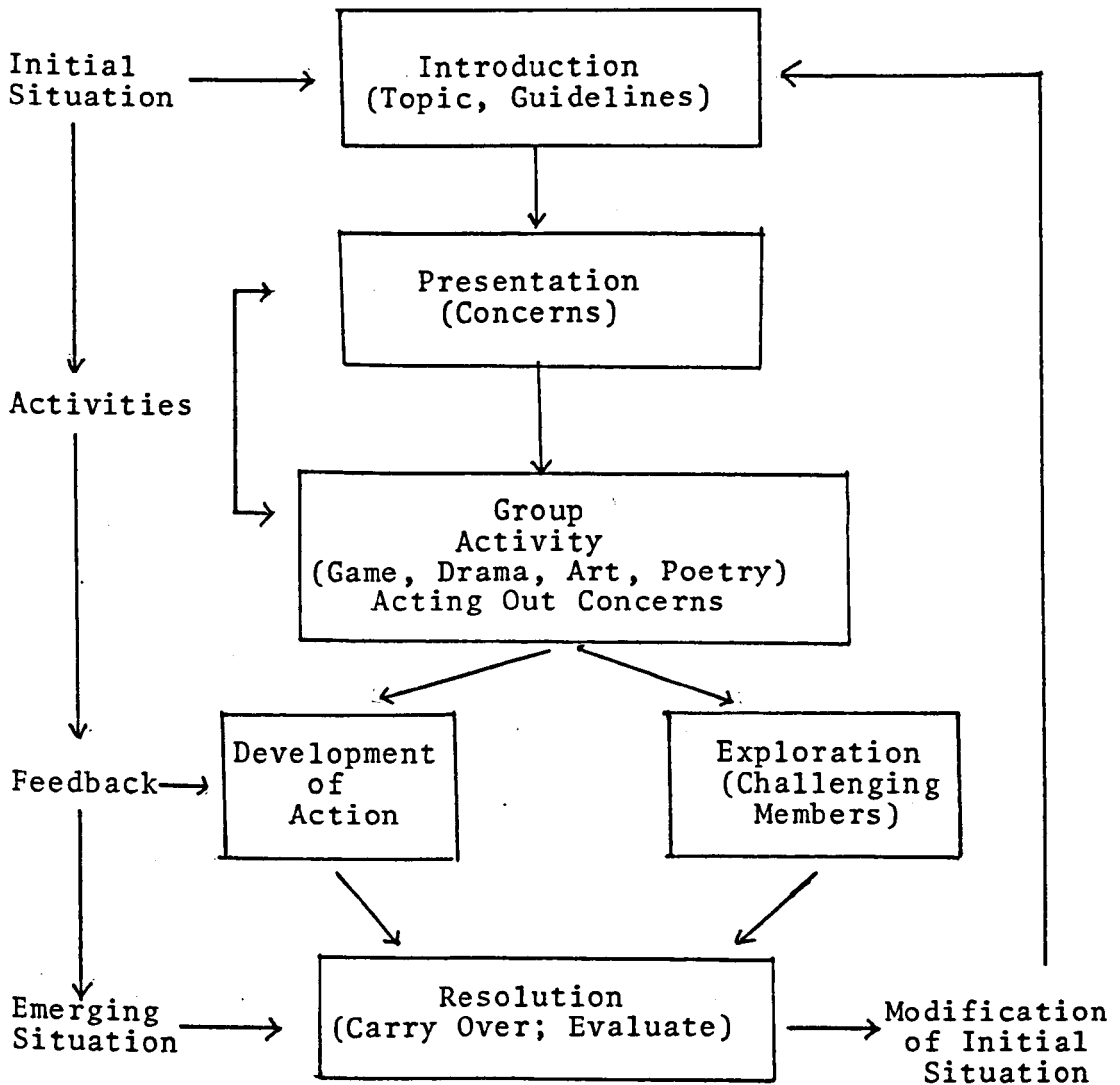 Initial
Situation
Introduction
(Topic, Guidelines)
Presentation
(Concerns)
Activities
Group
Activity
(Game, Drama, Art, Poetry)
Acting Out Concerns
Feedback
Development
of
Action
Exploration
(Challenging
Members)
Emerging
Situation
Resolution
(Carry Over; Evaluate)
Modification
of Initial
Situation